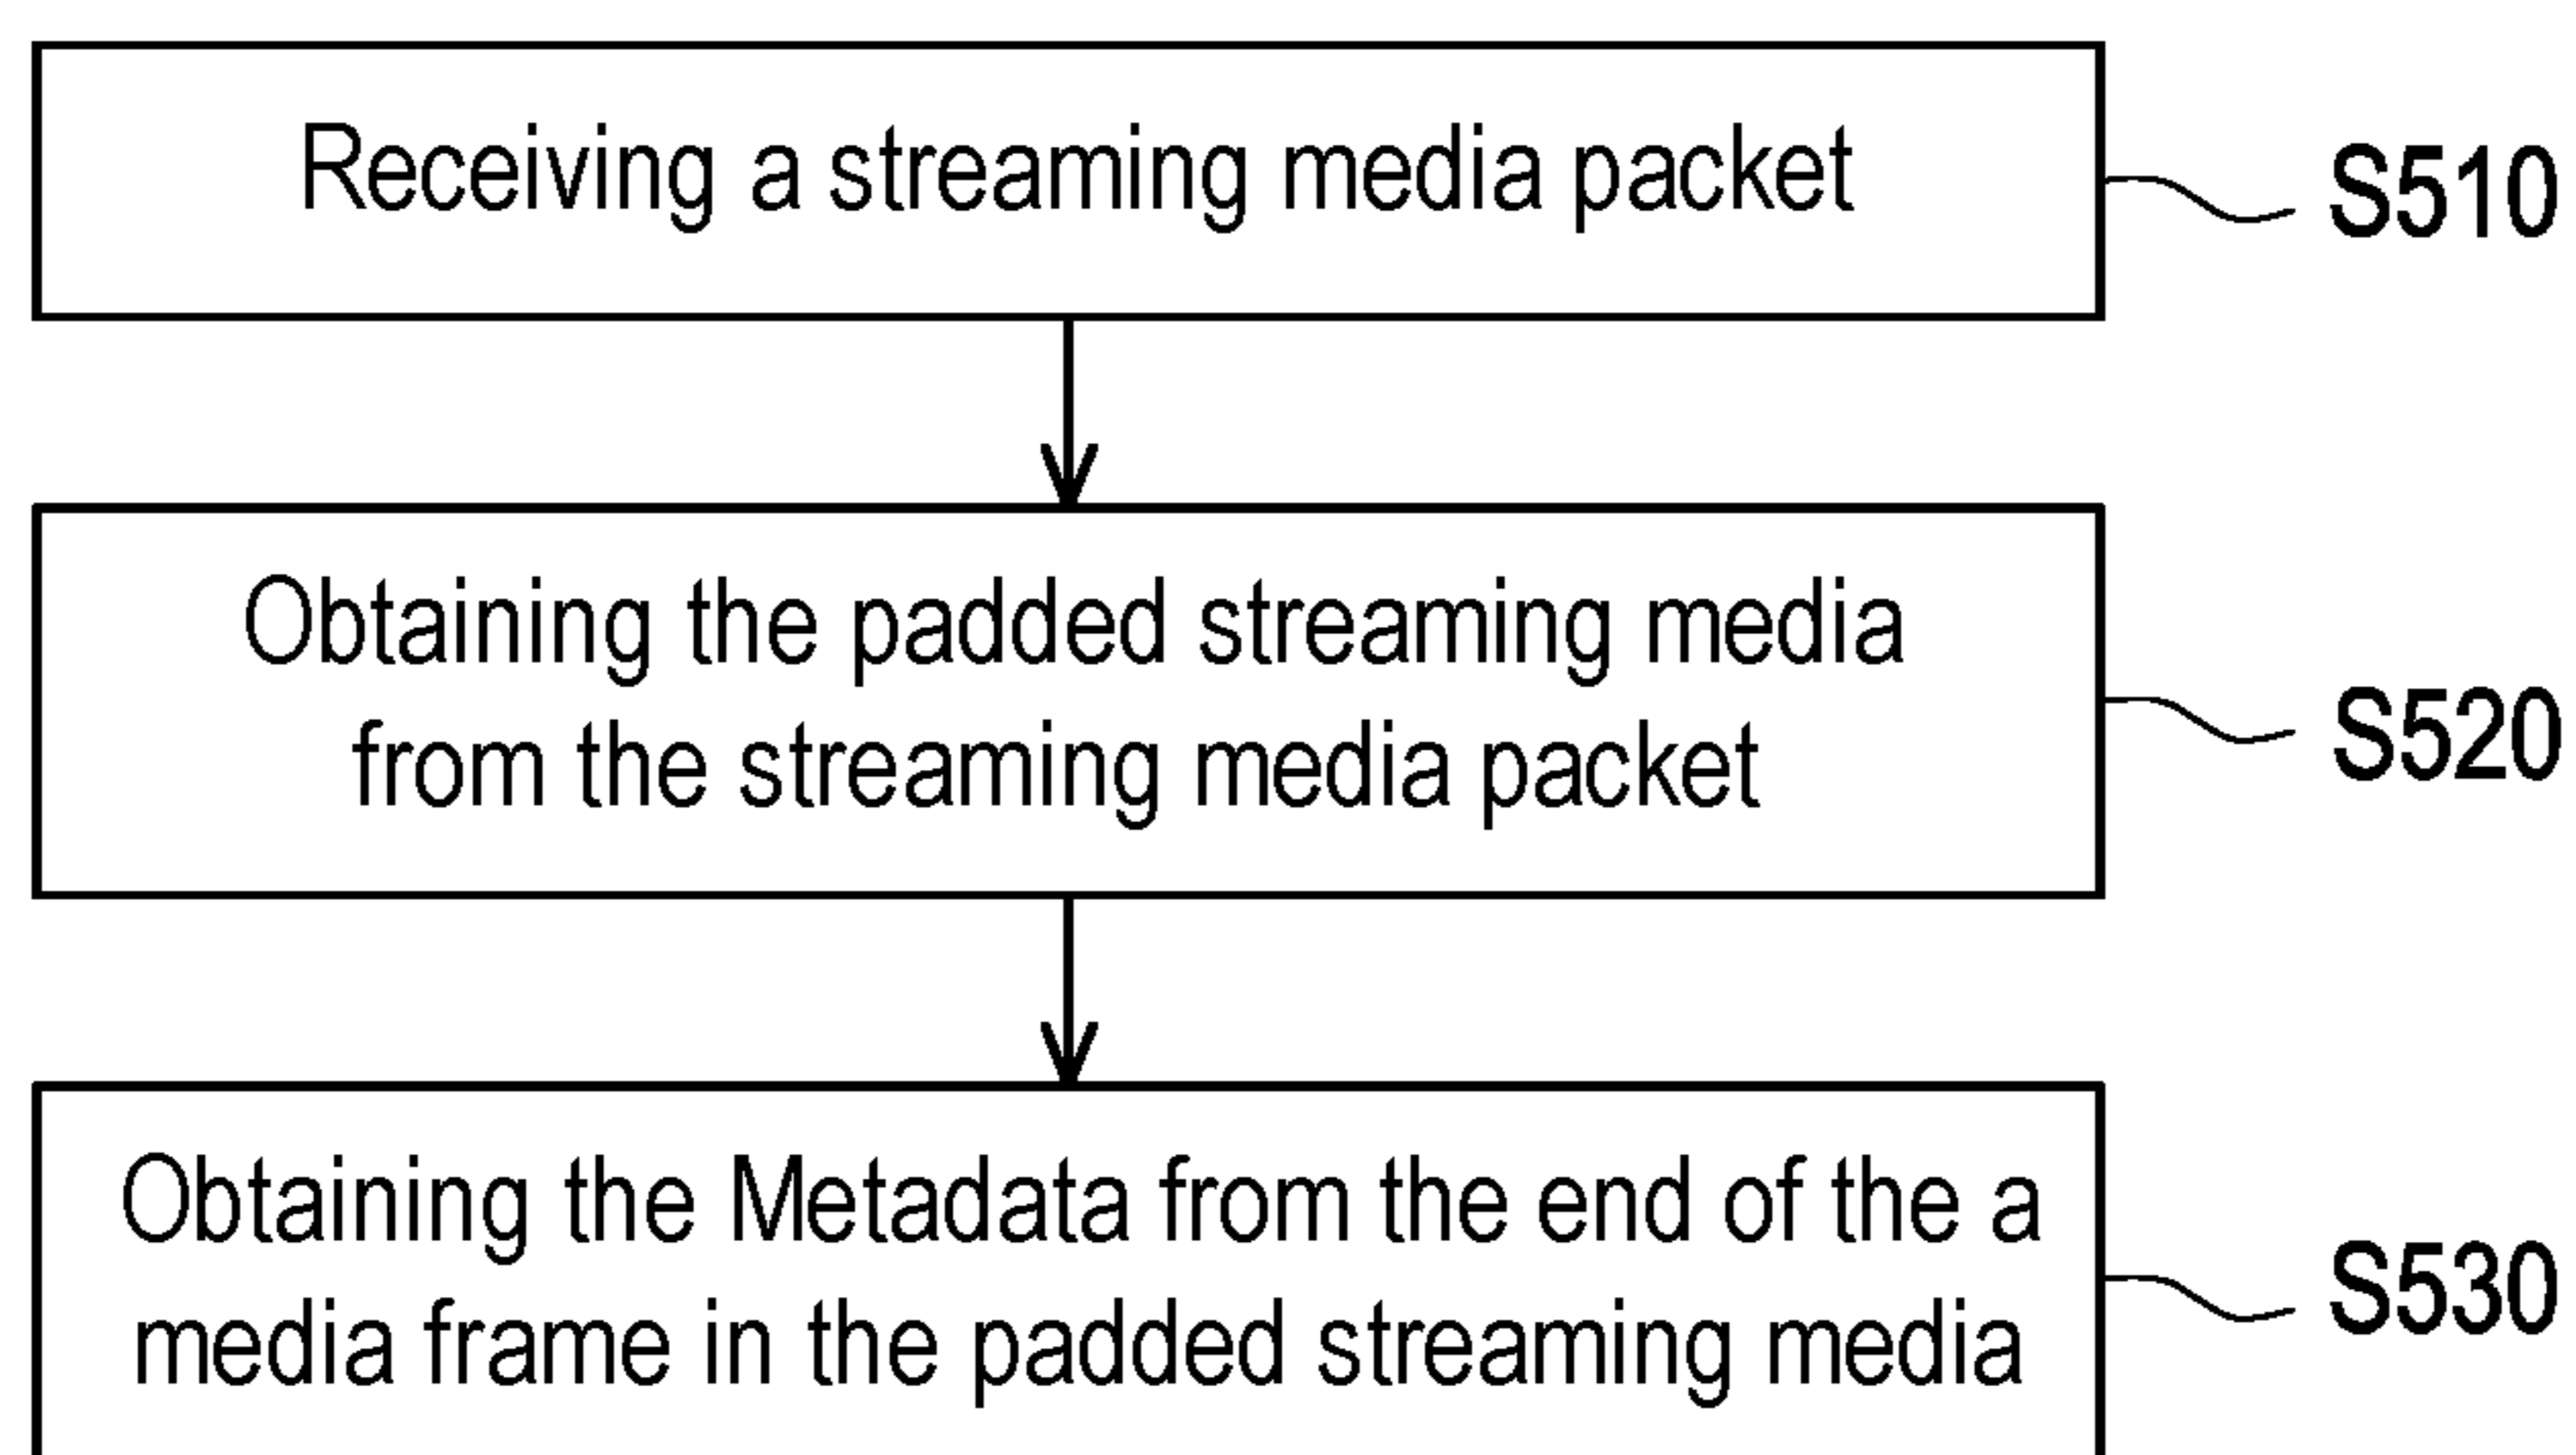 Receiving a streaming media packet
S510
Obtaining the padded streaming media
from the streaming media packet
S520
Obtaining the Metadata from the end of the a
media frame in the padded streaming media
S530